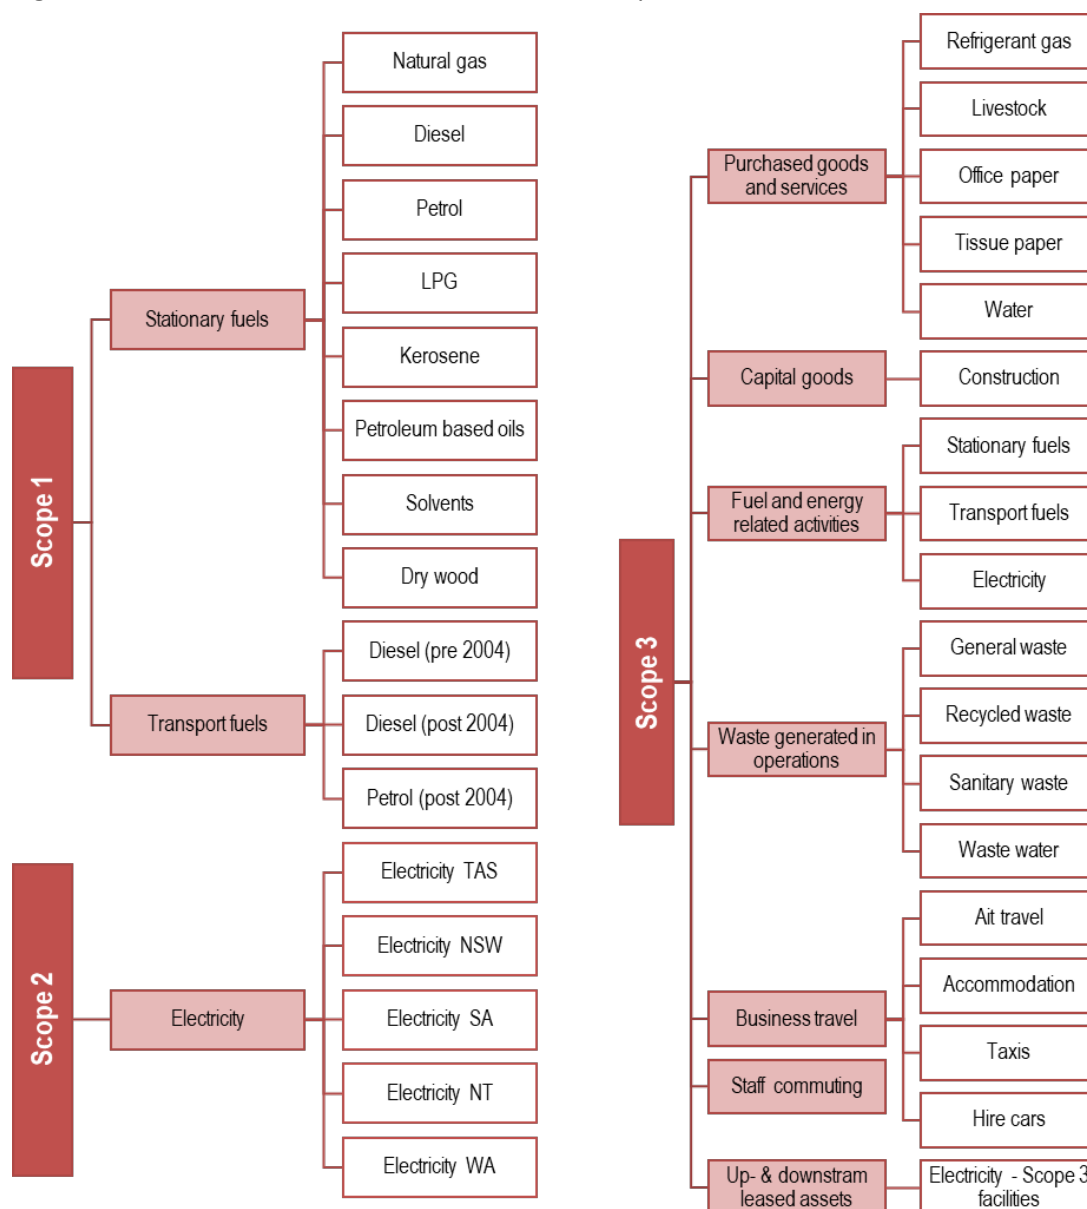 Scope 1
Stationary fuels
Natural gas
Diesel
Petrol
LPG
Kerosene
Petroleum based oils
Solvents
Dry wood
Transport fuels
Diesel (pre 2004)
Diesel (post 2004)
Petrol (post 2004)
Scope 2
Electricity
Electricity TAS
Electricity NSW
Electricity SA
Electricity NT
Electricity WA
Scope 3
Purchased goods
and services
Refrigerant gas
Livestock
Office paper
Tissue paper
Water
Capital goods
Construction
Fuel and energy
related activities
Stationary fuels
Transport fuels
Electricity
Waste generated in
operations
General waste
Recycled waste
Sanitary waste
Waste water
Business travel
Ait travel
Accommodation
Taxis
Hire cars
Staff commuting
Up- & downstram
leased assets
Electricity - Scope 3
facilities